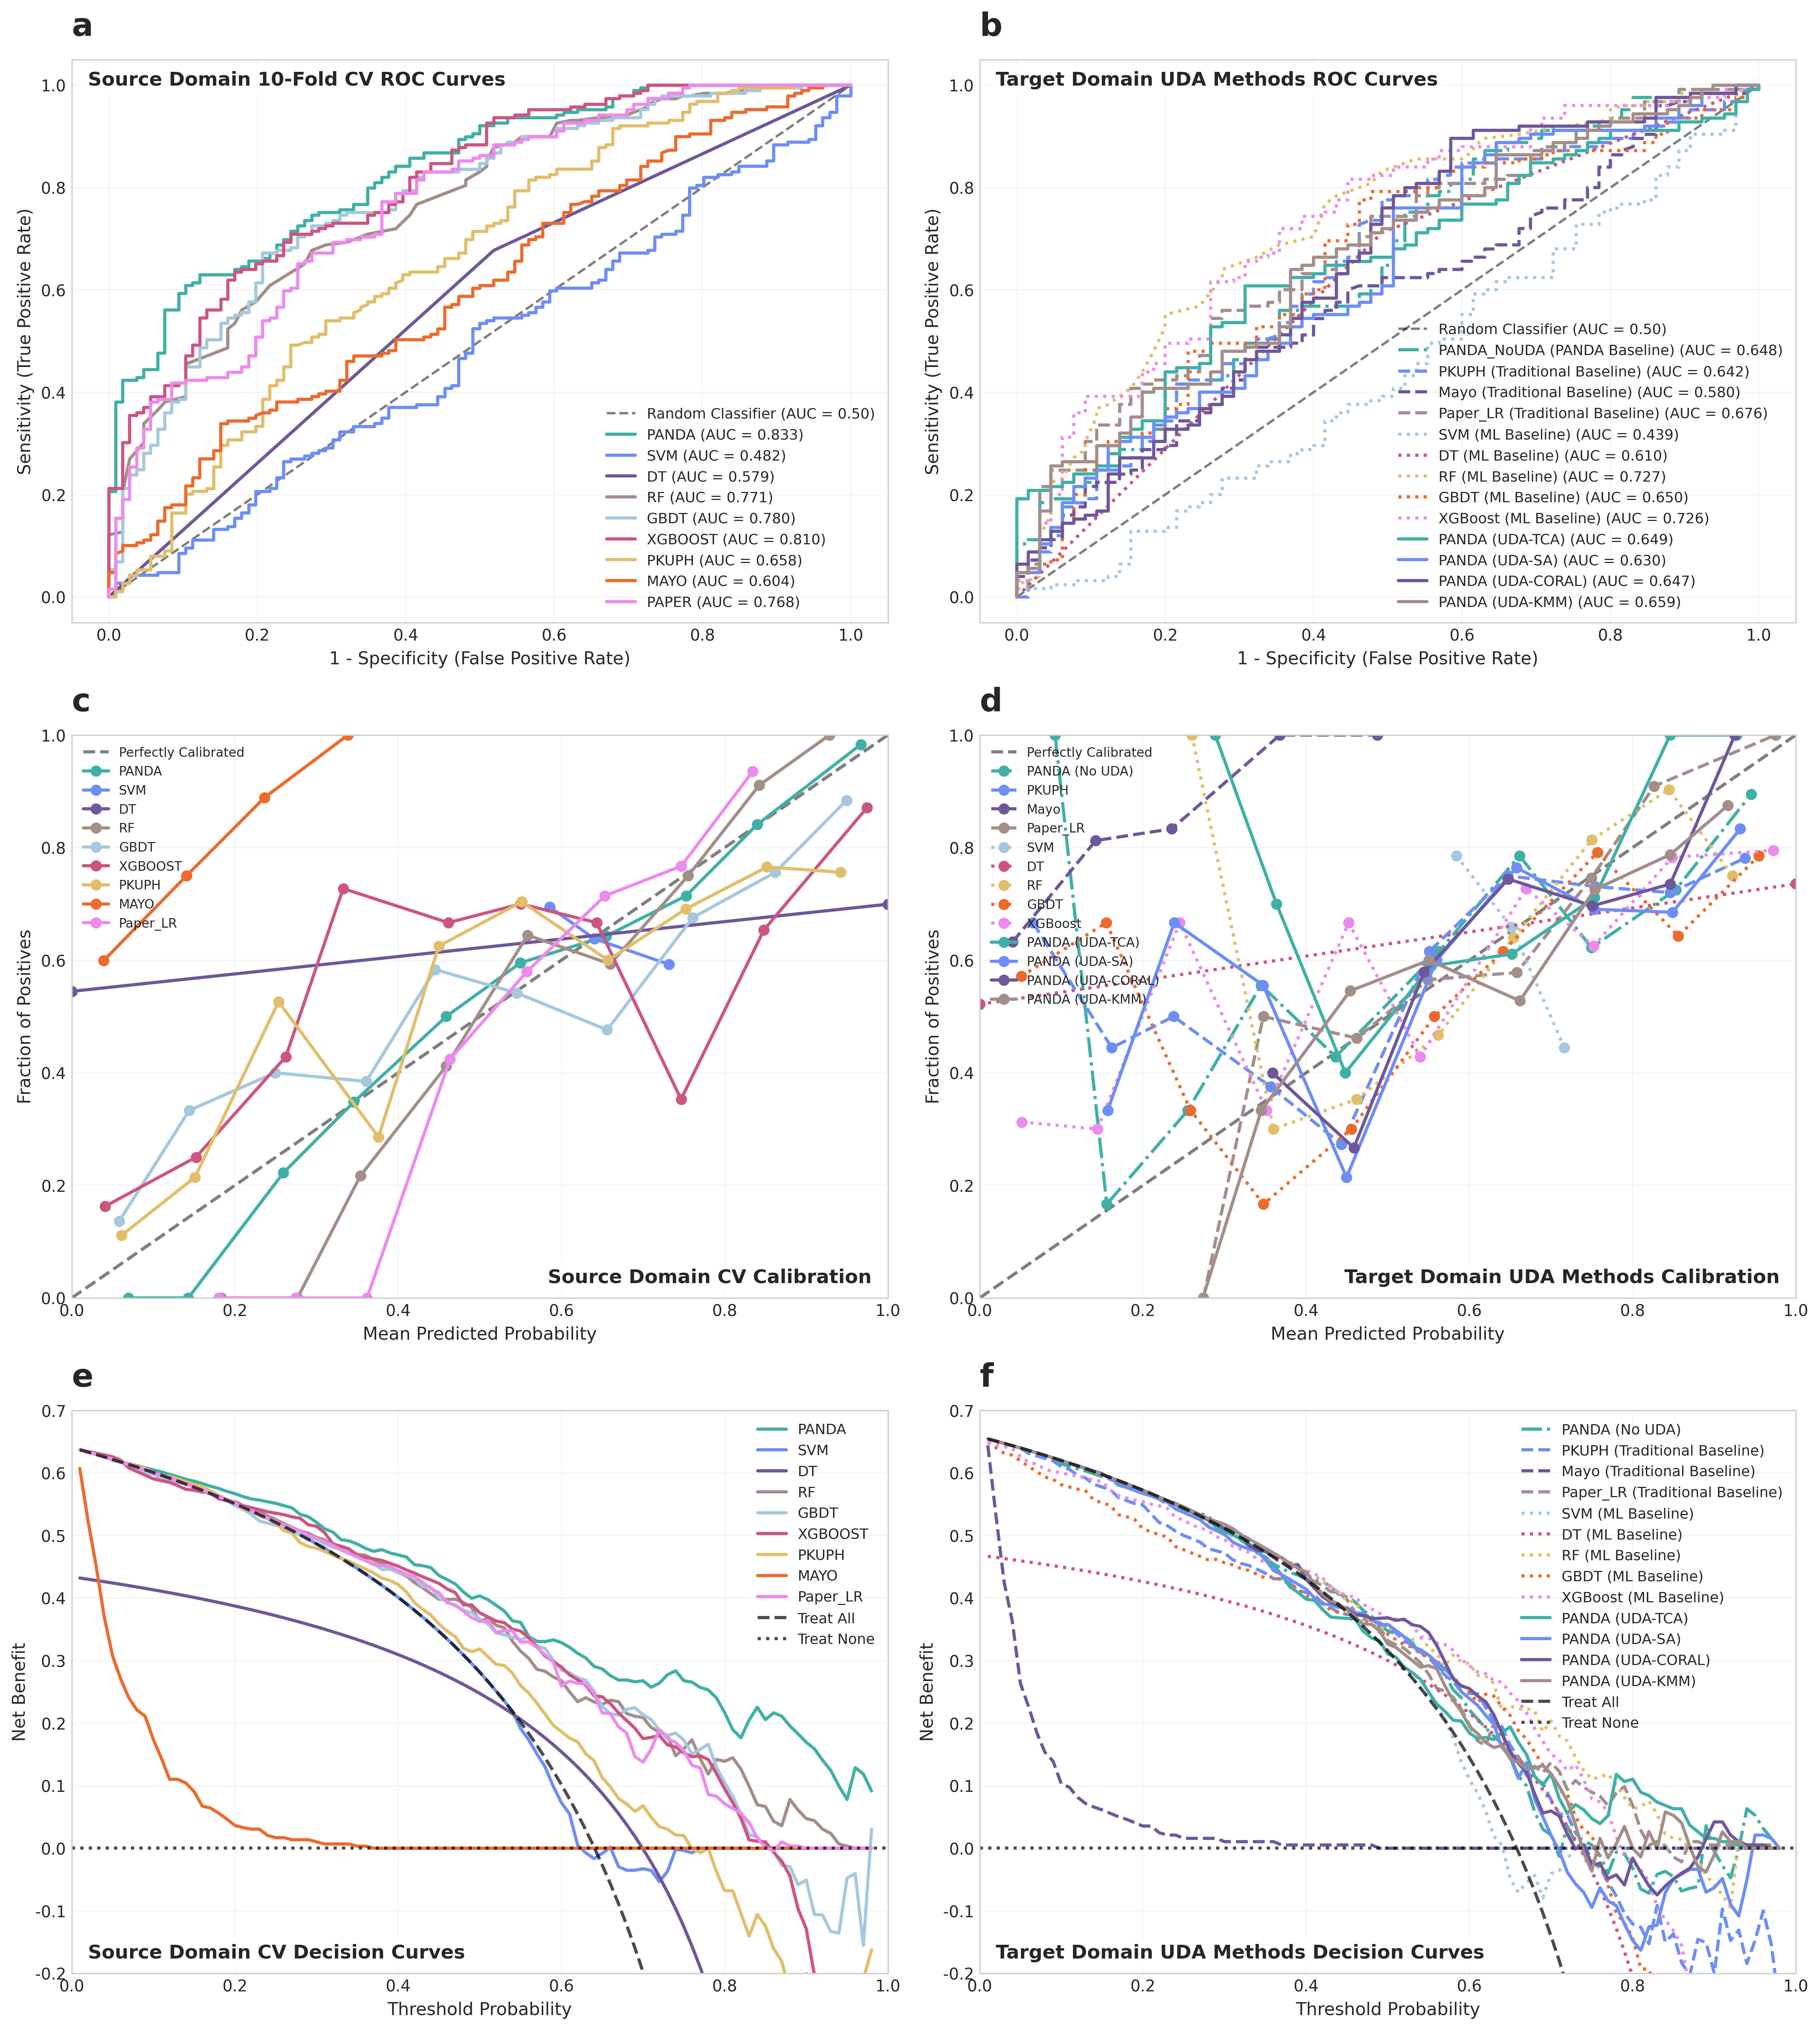 a
Source Domain 10-Fold CV ROC Curves
Sensitivity (True Positive Rate)
1.0
0.8
0.6
0.4
0.2
0.0
Random Classifier (AUC = 0.50)
PANDA (AUC = 0.833)
SVM (AUC = 0.482)
DT (AUC = 0.579)
RF (AUC = 0.771)
GBDT (AUC = 0.780)
XGBOOST (AUC = 0.810)
PKUPH (AUC = 0.658)
MAYO (AUC = 0.604)
PAPER (AUC = 0.768)
0.0 0.2 0.4 0.6 0.8 1.0
1 - Specificity (False Positive Rate)
b
Target Domain UDA Methods ROC Curves
Sensitivity (True Positive Rate)
1.0
0.8
0.6
0.4
0.2
0.0
Random Classifier (AUC = 0.50)
PANDA_NoUDA (PANDA Baseline) (AUC = 0.648)
PKUPH (Traditional Baseline) (AUC = 0.642)
Mayo (Traditional Baseline) (AUC = 0.580)
Paper_LR (Traditional Baseline) (AUC = 0.676)
SVM (ML Baseline) (AUC = 0.439)
DT (ML Baseline) (AUC = 0.610)
RF (ML Baseline) (AUC = 0.727)
GBDT (ML Baseline) (AUC = 0.650)
XGBoost (ML Baseline) (AUC = 0.726)
PANDA (UDA-TCA) (AUC = 0.649)
PANDA (UDA-SA) (AUC = 0.630)
PANDA (UDA-CORAL) (AUC = 0.647)
PANDA (UDA-KMM) (AUC = 0.659)
0.0 0.2 0.4 0.6 0.8 1.0
1 - Specificity (False Positive Rate)
c
Fraction of Positives
1.0
0.8
0.6
0.4
0.2
0.0
Perfectly Calibrated
PANDA
SVM
DT
RF
GBDT
XGBOOST
PKUPH
MAYO
Paper_LR
Source Domain CV Calibration
0.0 0.2 0.4 0.6 0.8 1.0
Mean Predicted Probability
d
Fraction of Positives
1.0
0.8
0.6
0.4
0.2
0.0
Perfectly Calibrated
PANDA (No UDA)
PKUPH
Mayo
Paper_LR
SVM
DT
RF
GBDT
XGBoost
PANDA (UDA-TCA)
PANDA (UDA-SA)
PANDA (UDA-CORAL)
PANDA (UDA-KMM)
Target Domain UDA Methods Calibration
0.0 0.2 0.4 0.6 0.8 1.0
Mean Predicted Probability
e
Net Benefit
0.7
0.6
0.5
0.4
0.3
0.2
0.1
0.0
-0.1
-0.2
PANDA
SVM
DT
RF
GBDT
XGBOOST
PKUPH
MAYO
Paper_LR
Treat All
Treat None
Source Domain CV Decision Curves
0.0 0.2 0.4 0.6 0.8 1.0
Threshold Probability
f
Net Benefit
0.7
0.6
0.5
0.4
0.3
0.2
0.1
0.0
-0.1
-0.2
PANDA (No UDA)
PKUPH (Traditional Baseline)
Mayo (Traditional Baseline)
Paper_LR (Traditional Baseline)
SVM (ML Baseline)
DT (ML Baseline)
RF (ML Baseline)
GBDT (ML Baseline)
XGBoost (ML Baseline)
PANDA (UDA-TCA)
PANDA (UDA-SA)
PANDA (UDA-CORAL)
PANDA (UDA-KMM)
Treat All
Treat None
Target Domain UDA Methods Decision Curves
0.0 0.2 0.4 0.6 0.8 1.0
Threshold Probability